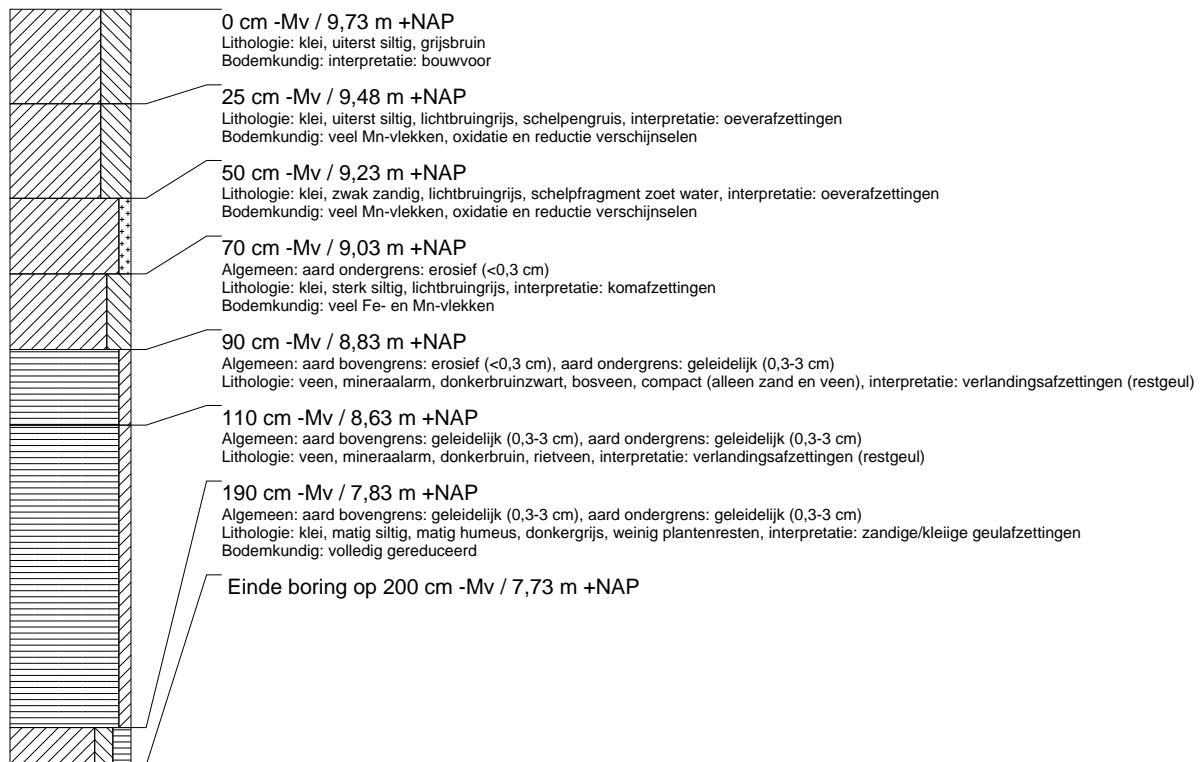 0 cm -Mv / 9,73 m +NAP
Lithologie: klei, uiterst siltig, grijsbruin
Bodemkundig: interpretatie: bouwvoor
25 cm -Mv / 9,48 m +NAP
Lithologie: klei, uiterst siltig, lichtbruingrijs, schelpengruis, interpretatie: oeverafzettingen
Bodemkundig: veel Mn-vlekken, oxidatie en reductie verschijnselen
50 cm -Mv / 9,23 m +NAP
Lithologie: klei, zwak zandig, lichtbruingrijs, schelpfragment zoet water, interpretatie: oeverafzettingen
Bodemkundig: veel Mn-vlekken, oxidatie en reductie verschijnselen
70 cm -Mv / 9,03 m +NAP
Algemeen: aard ondergrens: erosief (<0,3 cm)
Lithologie: klei, sterk siltig, lichtbruingrijs, interpretatie: komafzettingen
Bodemkundig: veel Fe- en Mn-vlekken
90 cm -Mv / 8,83 m +NAP
Algemeen: aard bovengrens: erosief (<0,3 cm), aard ondergrens: geleidelijk (0,3-3 cm)
Lithologie: veen, mineraalarm, donkerbruinzwart, bosveen, compact (alleen zand en veen), interpretatie: verlandingsafzettingen (restgeul)
110 cm -Mv / 8,63 m +NAP
Algemeen: aard bovengrens: geleidelijk (0,3-3 cm), aard ondergrens: geleidelijk (0,3-3 cm)
Lithologie: veen, mineraalarm, donkerbruin, rietveen, interpretatie: verlandingsafzettingen (restgeul)
190 cm -Mv / 7,83 m +NAP
Algemeen: aard bovengrens: geleidelijk (0,3-3 cm), aard ondergrens: geleidelijk (0,3-3 cm)
Lithologie: klei, matig siltig, matig humeus, donkergrijs, weinig plantenresten, interpretatie: zandige/kleiige geulafzettingen
Bodemkundig: volledig gereduceerd
Einde boring op 200 cm -Mv / 7,73 m +NAP